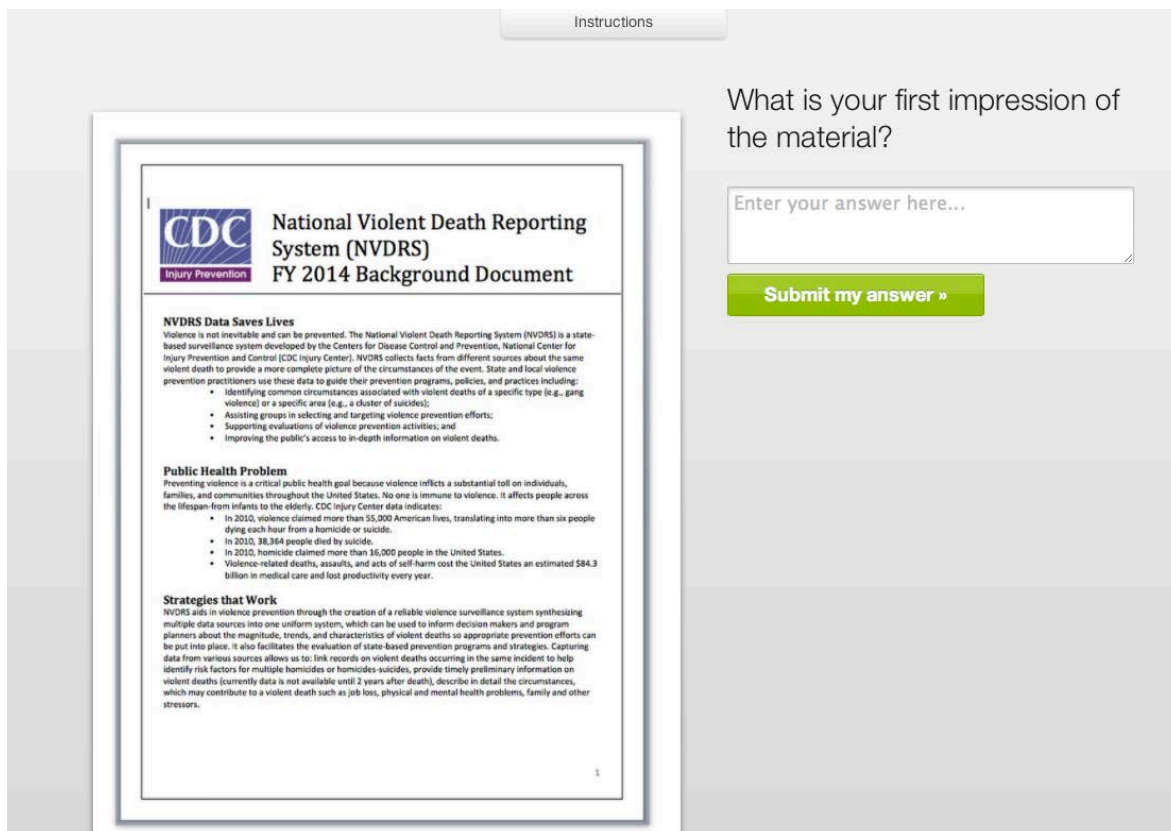 Instructions
What is your first impression of
the material?
Enter your answer here...
Submit my answer »
CDC
Injury Prevention
National Violent Death Reporting
System (NVDRS)
FY 2014 Background Document
NVDRS Data Saves Lives
Violence is not inevitable and can be prevented. The National Violent Death Reporting System (NVDRS) is a state-
based surveillance system developed by the Centers for Disease Control and Prevention, National Center for
Injury Prevention and Control (CDC Injury Center). NVDRS collects facts from different sources about the same
violent death to provide a more complete picture of the circumstances of the event. State and local violence
prevention practitioners use these data to guide their prevention programs, policies, and practices including:
• Identifying common circumstances associated with violent deaths of a specific type (e.g., gang
violence) or a specific area (e.g., a cluster of suicides);
• Assisting groups in selecting and targeting violence prevention efforts;
• Supporting evaluations of violence prevention activities; and
• Improving the public's access to in-depth information on violent deaths.
Public Health Problem
Preventing violence is a critical public health goal because violence inflicts a substantial toll on individuals,
families, and communities throughout the United States. No one is immune to violence. It affects people across
the lifespan-from infants to the elderly. CDC Injury Center data indicates:
• In 2010, violence claimed more than 55,000 American lives, translating into more than six people
dying each hour from a homicide or suicide.
• In 2010, 38,364 people died by suicide.
• In 2010, homicide claimed more than 16,000 people in the United States.
• Violence-related deaths, assaults, and acts of self-harm cost the United States an estimated $84.3
billion in medical care and lost productivity every year.
Strategies that Work
NVDRS aids in violence prevention through the creation of a reliable violence surveillance system synthesizing
multiple data sources into one uniform system, which can be used to inform decision makers and program
planners about the magnitude, trends, and characteristics of violent deaths so appropriate prevention efforts can
be put into place. It also facilitates the evaluation of state-based prevention programs and strategies. Capturing
data from various sources allows us to: link records on violent deaths occurring in the same incident to help
identify risk factors for multiple homicides or homicides-suicides, provide timely preliminary information on
violent deaths (currently data is not available until 2 years after death), describe in detail the circumstances,
which may contribute to a violent death such as job loss, physical and mental health problems, family and other
stressors.
1